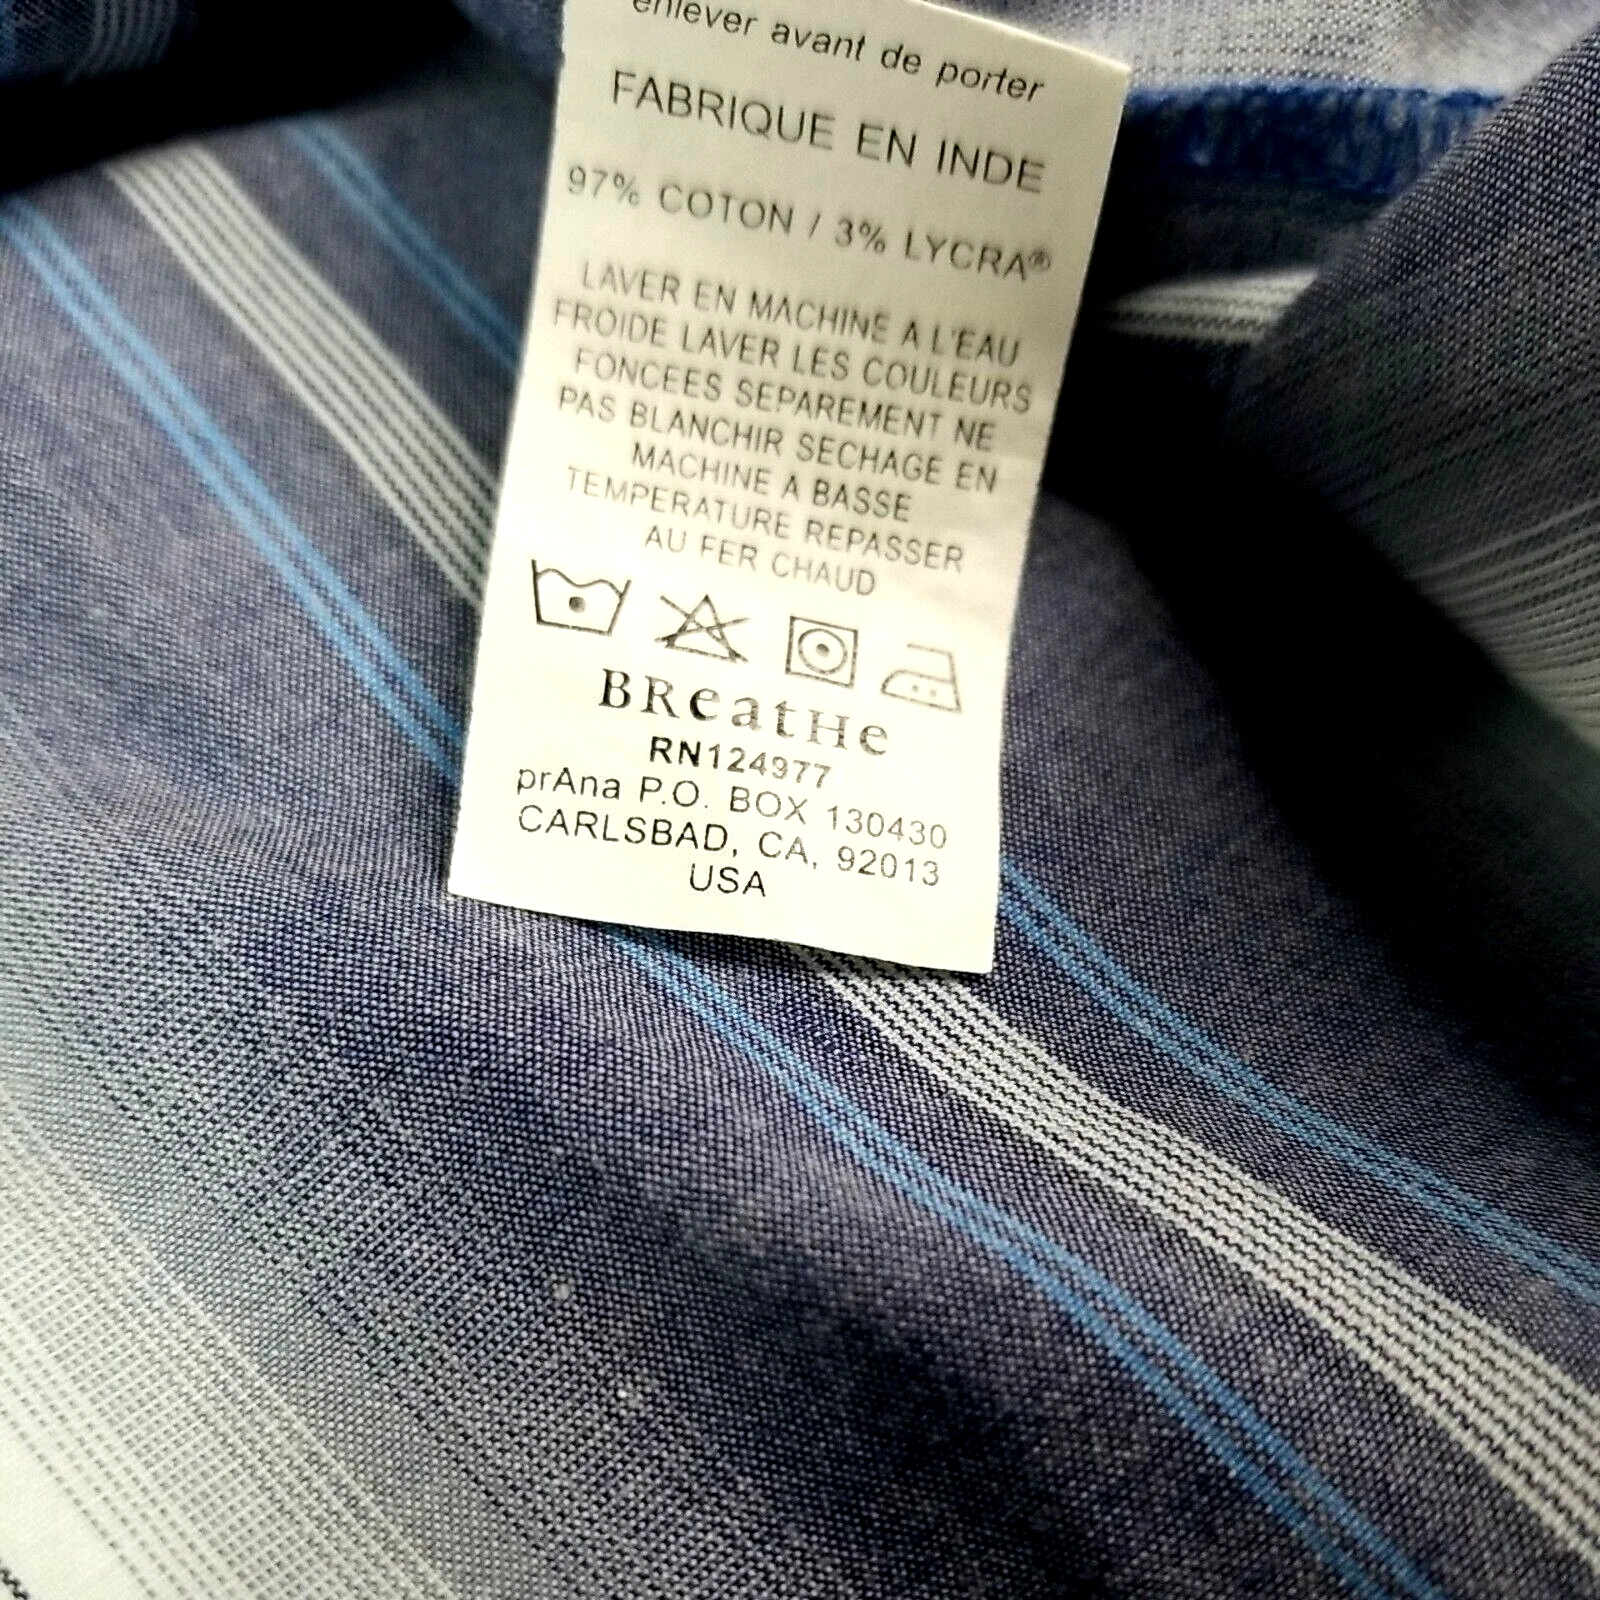 enlever avant de porter
FABRIQUE EN INDE
97% COTON / 3% LYCRA®
LAVER EN MACHINE A L'EAU
FROIDE LAVER LES COULEURS
FONCEES SEPAREMENT NE
PAS BLANCHIR SECHAGE EN
MACHINE A BASSE
TEMPERATURE REPASSER
AU FER CHAUD
BReatHe
RN124977
prAna P.O. BOX 130430
CARLSBAD, CA, 92013
USA